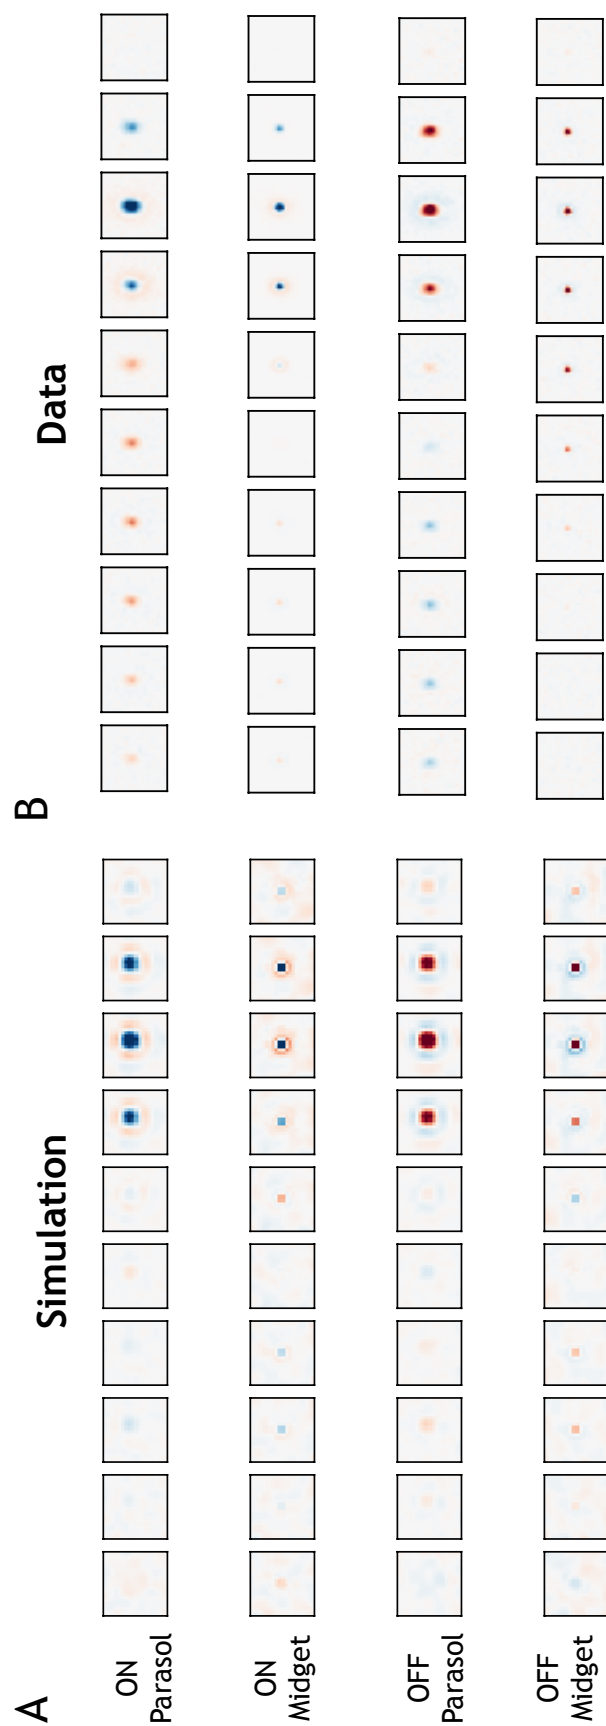 A
Simulation
B
Data
ON
Parasol
ON
Midget
OFF
Parasol
OFF
Midget